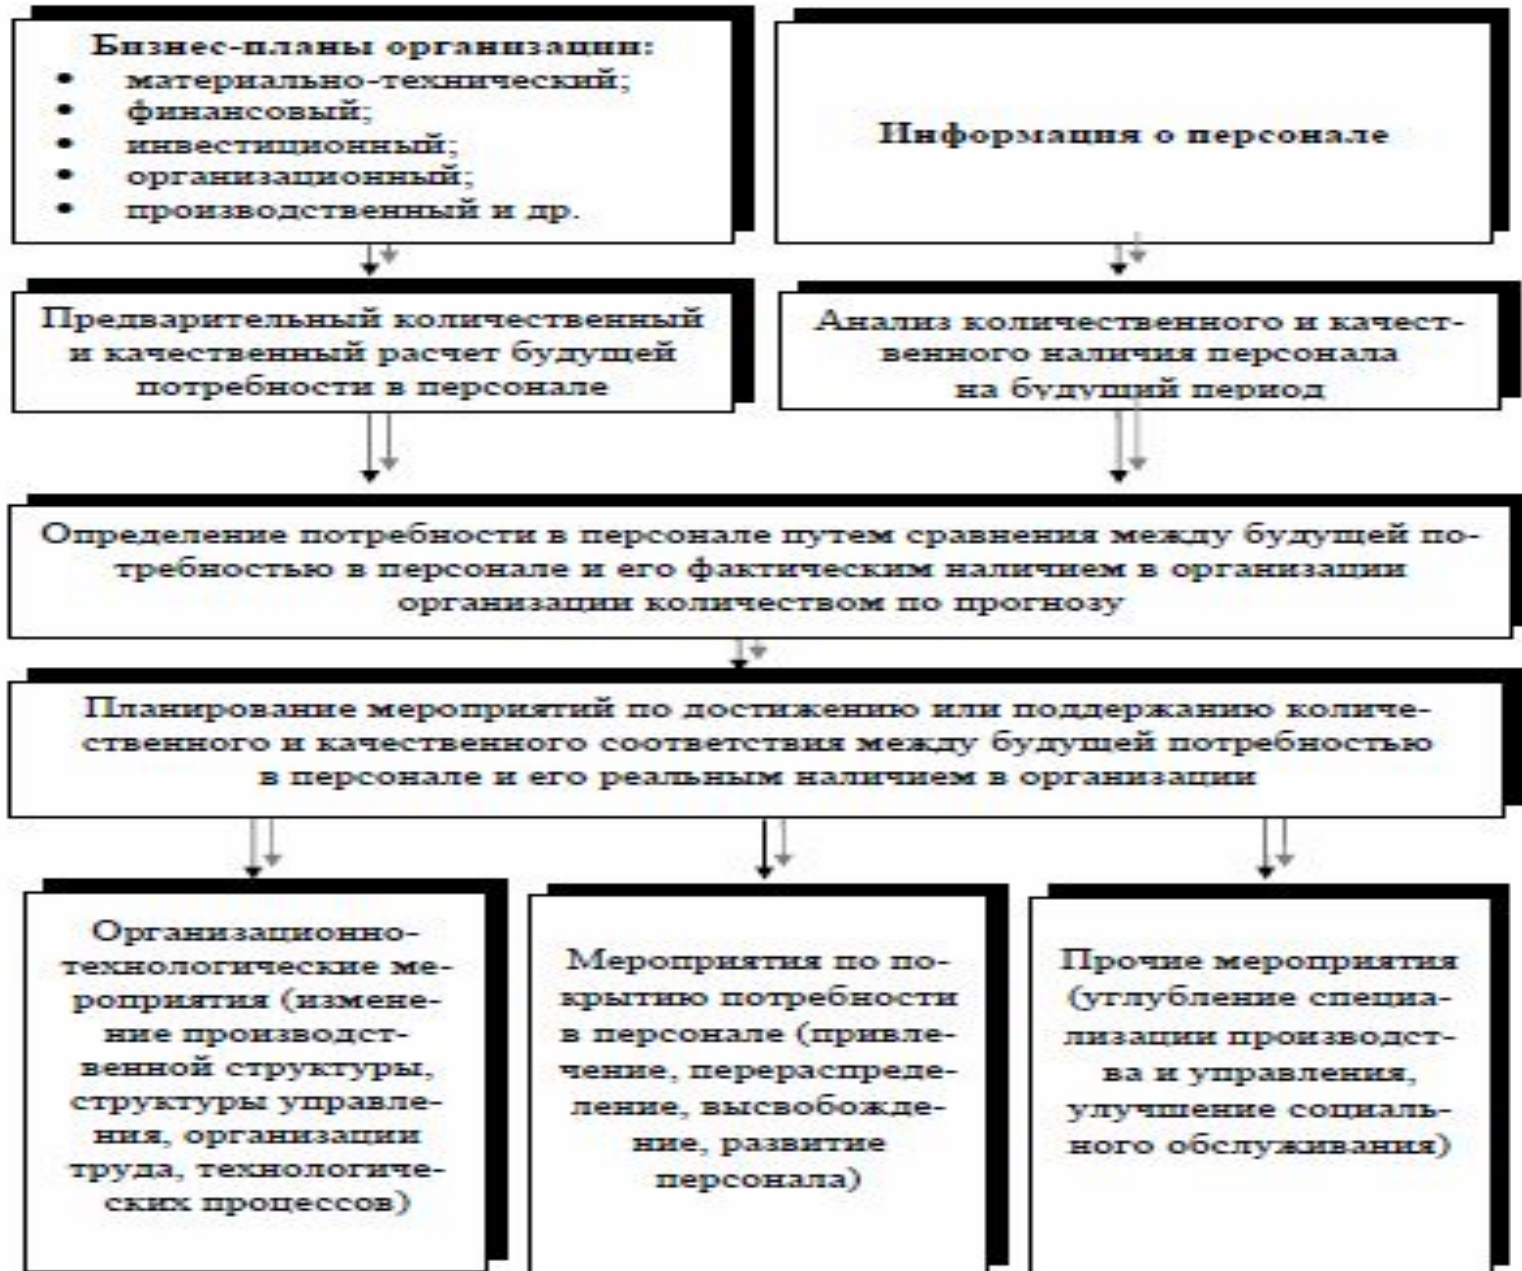 Бизнес-планы организации:
• материально-технический;
• финансовый;
• инвестиционный;
• организационный;
• производственный и др.
Информация о персонале
Предварительный количественный
и качественный расчет будущей
потребности в персонале
Анализ количественного и качест-
венного наличия персонала
на будущий период
Определение потребности в персонале путем сравнения между будущей по-
требностью в персонале и его фактическим наличием в организации
организации количеством по прогнозу
Планирование мероприятий по достижению или поддержанию количе-
ственного и качественного соответствия между будущей потребностью
в персонале и его реальным наличием в организации
Организационно-
технологические ме-
роприятия (измене-
ние производст-
венной структуры,
структуры управле-
ния, организации
труда, технологиче-
ских процессов)
Мероприятия по по-
крытию потребности
в персонале (привле-
чение, перераспреде-
ление, высвобожде-
ние, развитие
персонала)
Прочие мероприятия
(углубление специа-
лизации производст-
ва и управления,
улучшение социаль-
ного обслуживания)